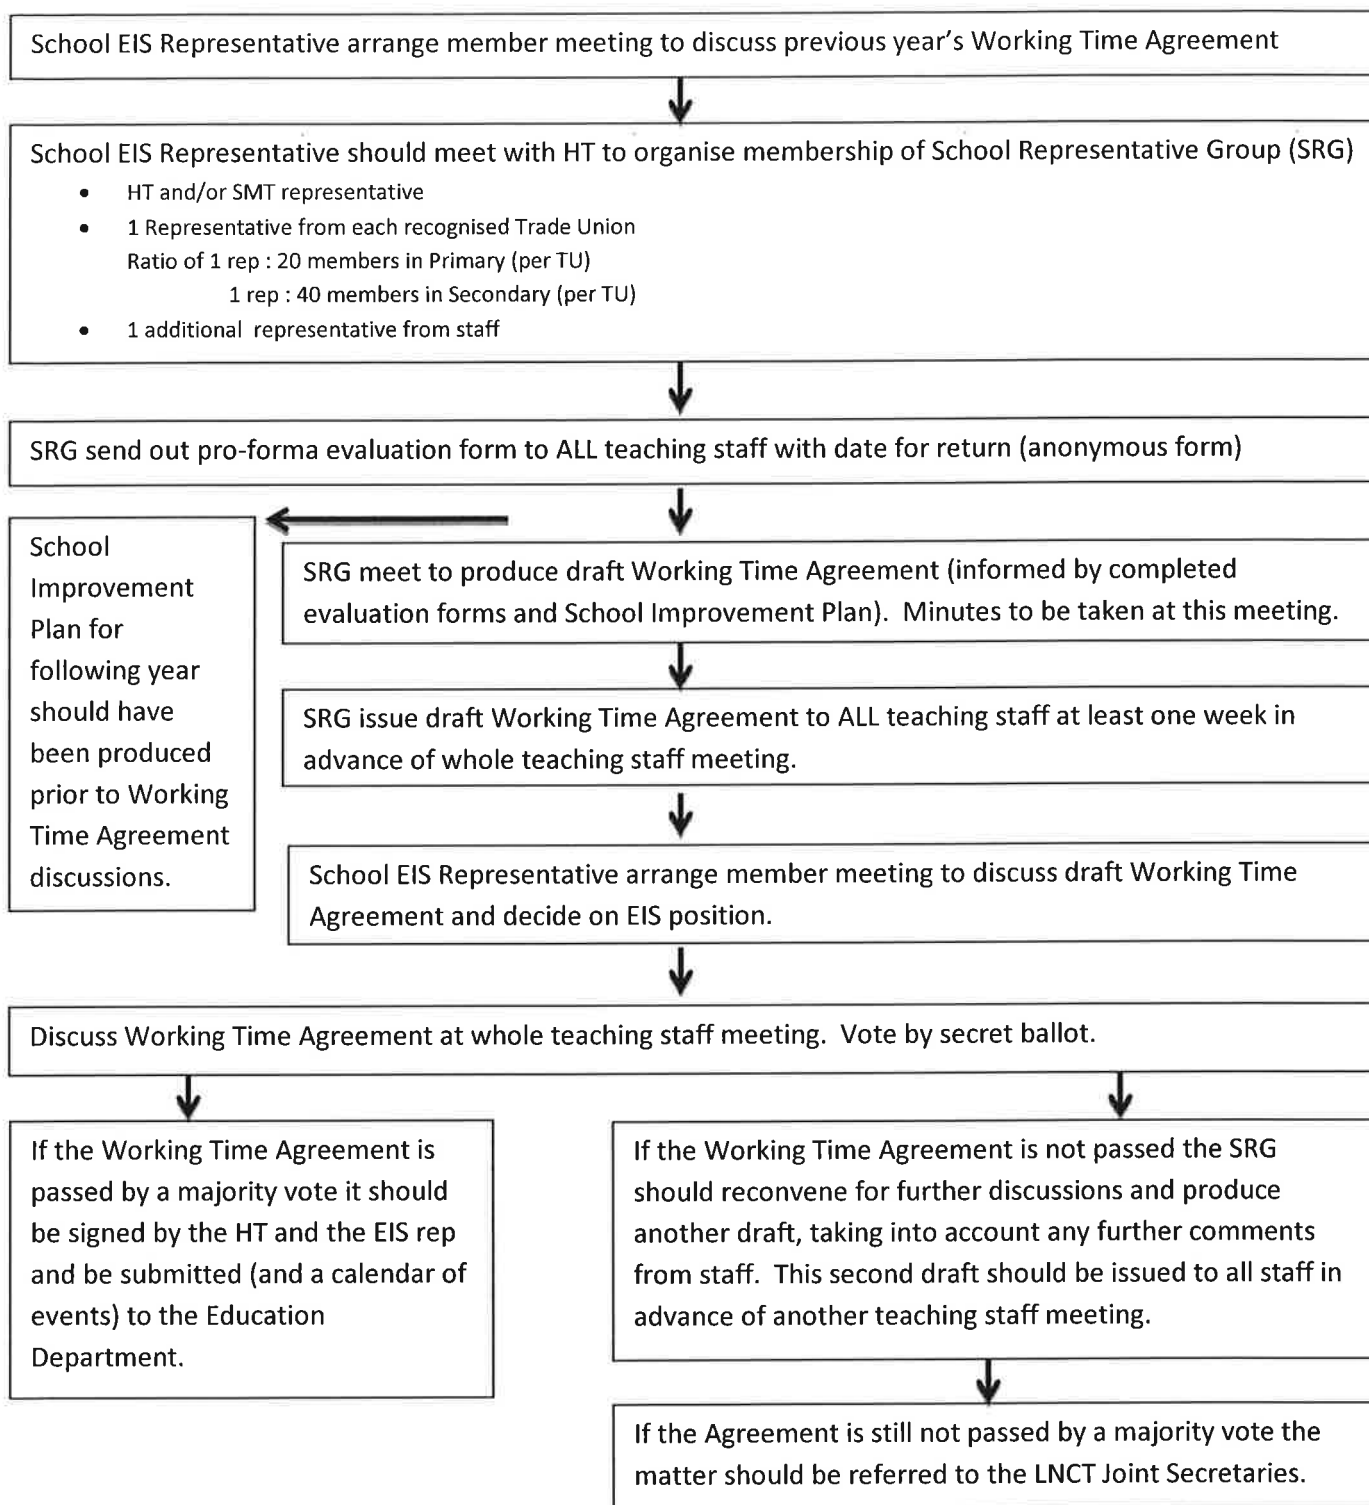 School EIS Representative arrange member meeting to discuss previous year's Working Time Agreement
School EIS Representative should meet with HT to organise membership of School Representative Group (SRG)
• HT and/or SMT representative
• 1 Representative from each recognised Trade Union
Ratio of 1 rep : 20 members in Primary (per TU)
1 rep : 40 members in Secondary (per TU)
• 1 additional representative from staff
SRG send out pro-forma evaluation form to ALL teaching staff with date for return (anonymous form)
School
Improvement
Plan for
following year
should have
been produced
prior to Working
Time Agreement
discussions.
SRG meet to produce draft Working Time Agreement (informed by completed
evaluation forms and School Improvement Plan). Minutes to be taken at this meeting.
SRG issue draft Working Time Agreement to ALL teaching staff at least one week in
advance of whole teaching staff meeting.
School EIS Representative arrange member meeting to discuss draft Working Time
Agreement and decide on EIS position.
Discuss Working Time Agreement at whole teaching staff meeting. Vote by secret ballot.
If the Working Time Agreement is
passed by a majority vote it should
be signed by the HT and the EIS rep
and be submitted (and a calendar of
events) to the Education
Department.
If the Working Time Agreement is not passed the SRG
should reconvene for further discussions and produce
another draft, taking into account any further comments
from staff. This second draft should be issued to all staff in
advance of another teaching staff meeting.
If the Agreement is still not passed by a majority vote the
matter should be referred to the LNCT Joint Secretaries.